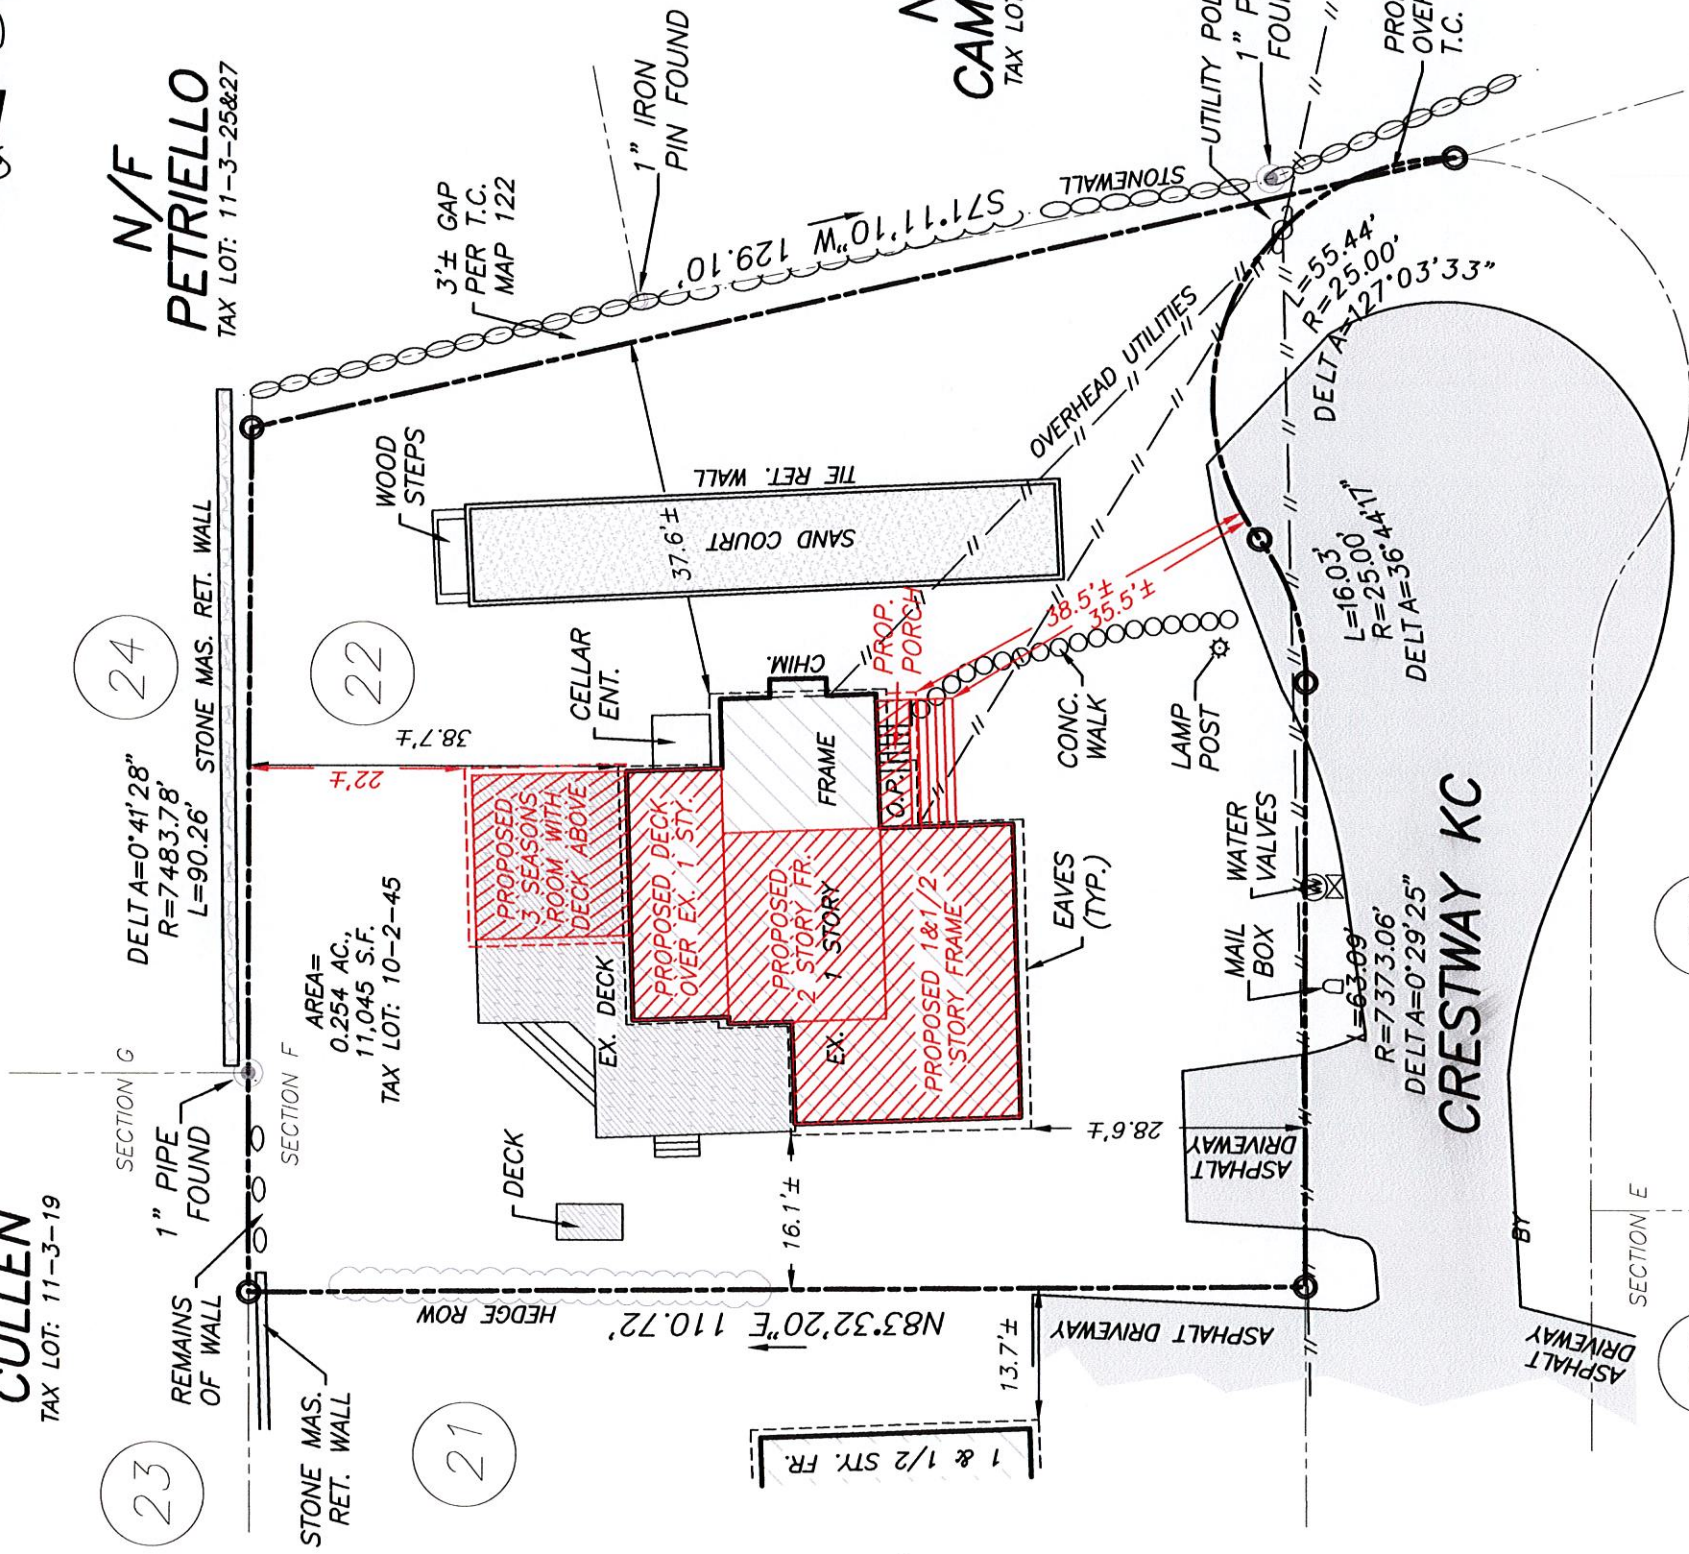 N/F
PETRIELLO
TAX LOT: 11-3-25&27
CAM
TAX LOT
CULLEN
TAX LOT: 11-3-19
3'± GAP
PER T.C.
MAP 122
1" IRON
PIN FOUND
S71°11'10"W 129.10'
STONEWALL
UTILITY POL
1" P
FOU
PRO
OVER
T.C.
24
22
23
21
DELTA=0°41'28"
R=7483.78'
L=90.26'
STONE MAS. RET. WALL
SECTION G
SECTION F
1" PIPE
FOUND
REMAINS
OF WALL
STONE MAS.
RET. WALL
AREA=
0.254 AC.,
11,045 S.F.
TAX LOT: 10-2-45
WOOD
STEPS
TIE RET. WALL
SAND COURT
37.6'±
CELLAR
ENT.
38.7'±
22'±
CHIM.
FRAME
O.P.
PROP.
PORCH
38.5'±
35.5'±
OVERHEAD UTILITIES
PROPOSED
3 SEASONS
ROOM WITH
DECK ABOVE
PROPOSED DECK
OVER EX. 1 STY.
PROPOSED
2 STORY FR.
EX. 1 STORY
PROPOSED 1&1/2
STORY FRAME
EX. DECK
DECK
EAVES
(TYP.)
CONC.
WALK
LAMP
POST
WATER
VALVES
W
MAIL
BOX
L=55.44'
R=25.00'
DELTA=127°03'33"
L=16.03'
R=25.00'
DELTA=36°44'17"
L=63.09'
R=7373.06'
DELTA=0°29'25"
CRESTWAY KC
28.6'±
ASPHALT
DRIVEWAY
16.1'±
HEDGE ROW
N83°32'20"E 110.72'
13.7'±
ASPHALT DRIVEWAY
1 & 1/2 STY. FR.
BY
ASPHALT
DRIVEWAY
SECTION E